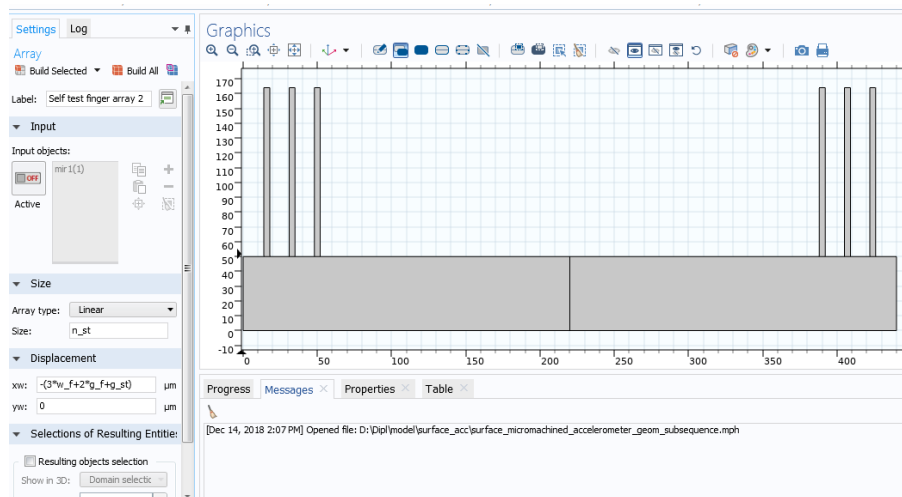 Settings Log
Array
Build Selected Build All
Label: Self test finger array 2
Input
Input objects:
OFF
Active
mir1(1)
Size
Array type: Linear
Size: n_st
Displacement
xw: -(3*w_f+2*g_f+g_st) μm
yw: 0 μm
Selections of Resulting Entities
Resulting objects selection
Show in 3D: Domain selectic
Graphics
170
160
150
140
130
120
110
100
90
80
70
60
50
40
30
20
10
0
-10
0 50 100 150 200 250 300 350 400
Progress Messages Properties Table
[Dec 14, 2018 2:07 PM] Opened file: D:\Dipl\model\surface_acc\surface_micromachined_accelerometer_geom_subsequence.mph